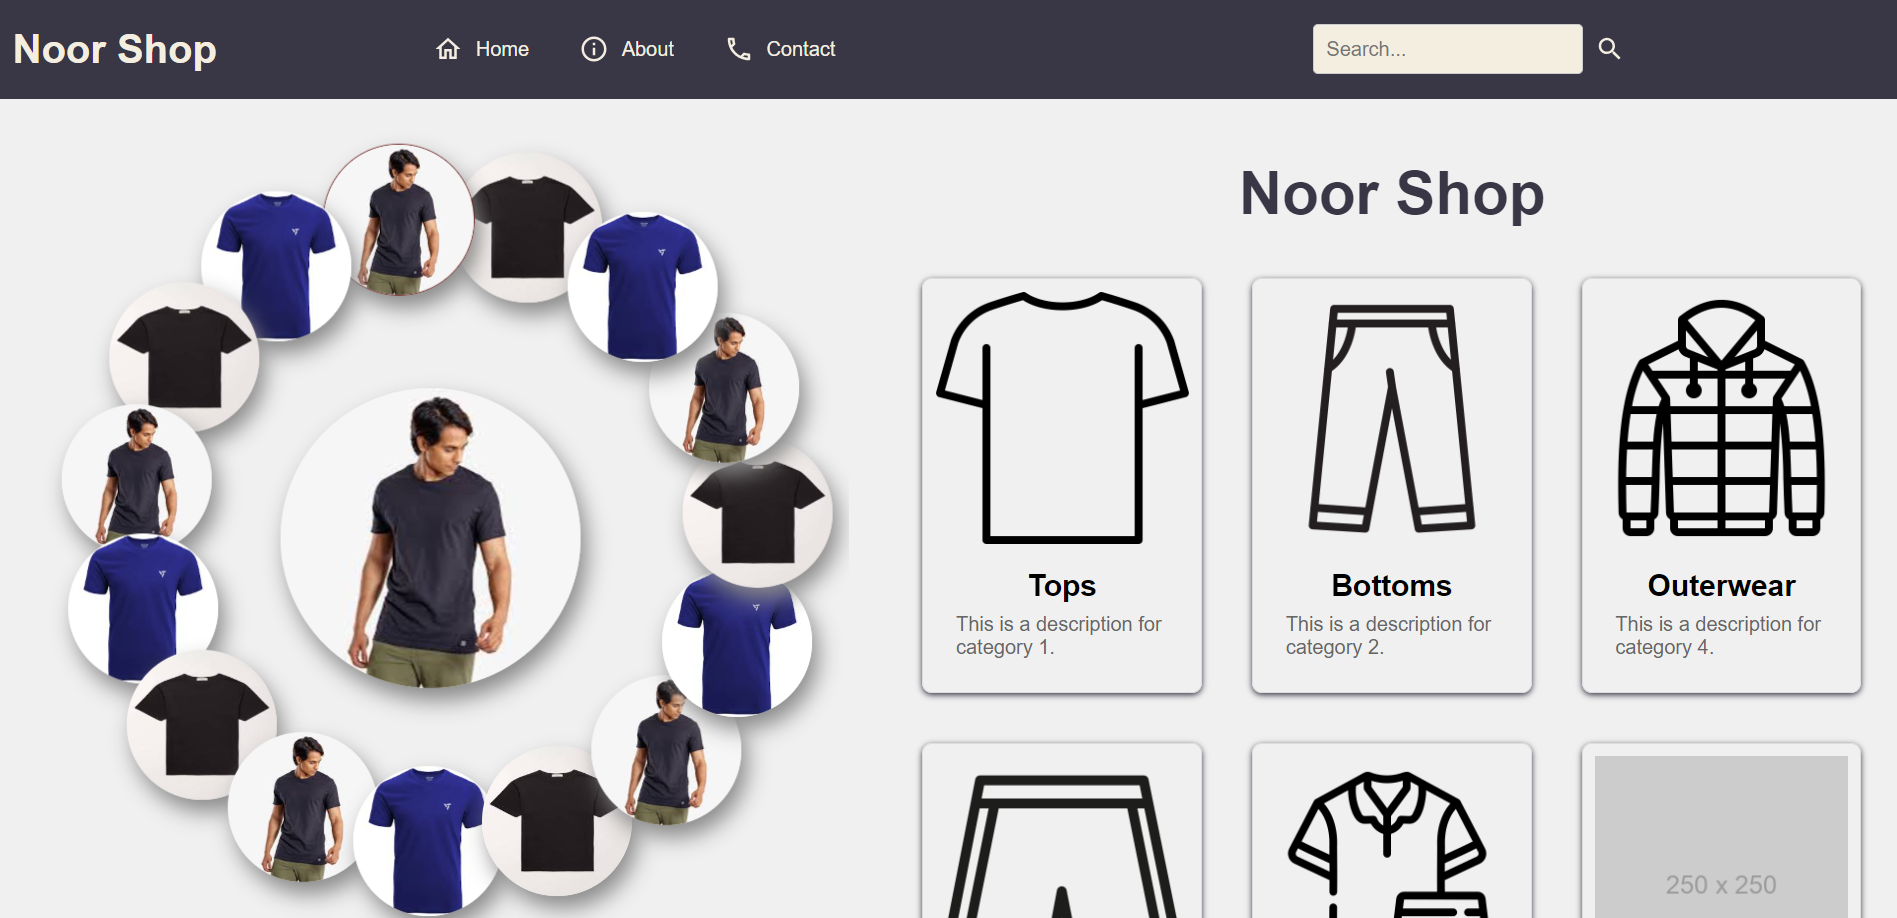 Noor Shop
Home
About
Contact
Search...
Noor Shop
Tops
This is a description for
category 1.
Bottoms
This is a description for
category 2.
Outerwear
This is a description for
category 4.
250 x 250